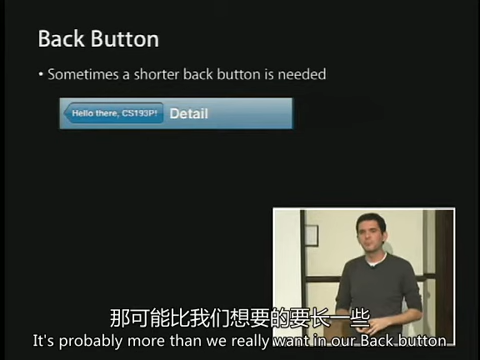 Back Button
• Sometimes a shorter back button is needed
Hello there, CS193P!
Detail
那可能比我们想要的要长一些
It's probably more than we really want in our Back button